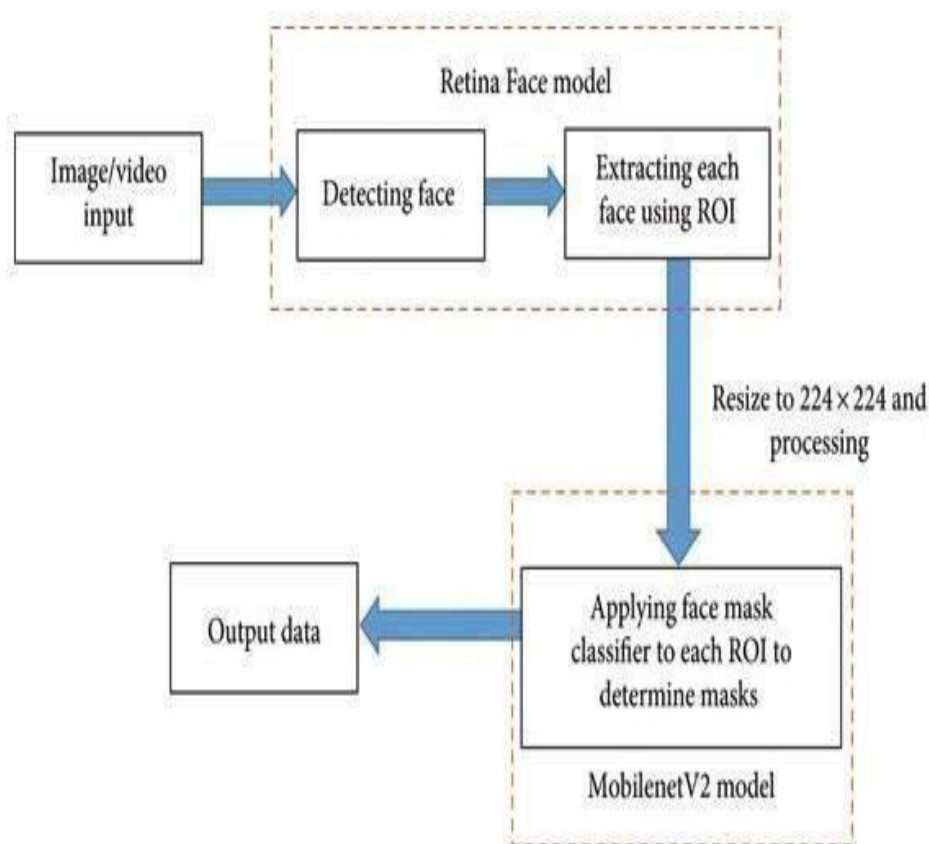 Retina Face model
Image/video
input
Detecting face
Extracting each
face using ROI
Resize to 224 × 224 and
processing
Applying face mask
classifier to each ROI to
determine masks
MobilenetV2 model
Output data